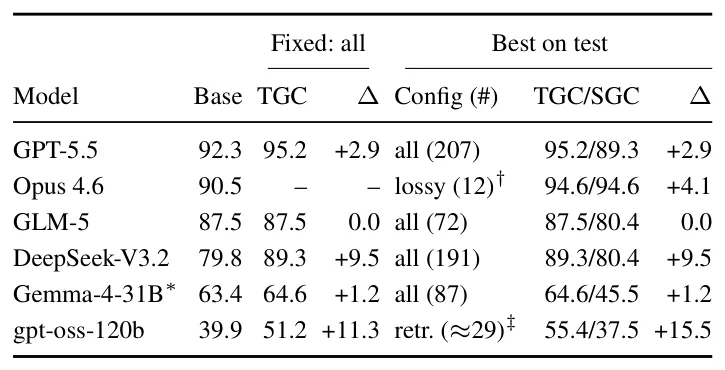 Fixed: all Best on test
Model Base TGC Δ Config (#) TGC/SGC Δ
GPT-5.5 92.3 95.2 +2.9 all (207) 95.2/89.3 +2.9
Opus 4.6 90.5 – – lossy (12)† 94.6/94.6 +4.1
GLM-5 87.5 87.5 0.0 all (72) 87.5/80.4 0.0
DeepSeek-V3.2 79.8 89.3 +9.5 all (191) 89.3/80.4 +9.5
Gemma-4-31B* 63.4 64.6 +1.2 all (87) 64.6/45.5 +1.2
gpt-oss-120b 39.9 51.2 +11.3 retr. (≈29)‡ 55.4/37.5 +15.5